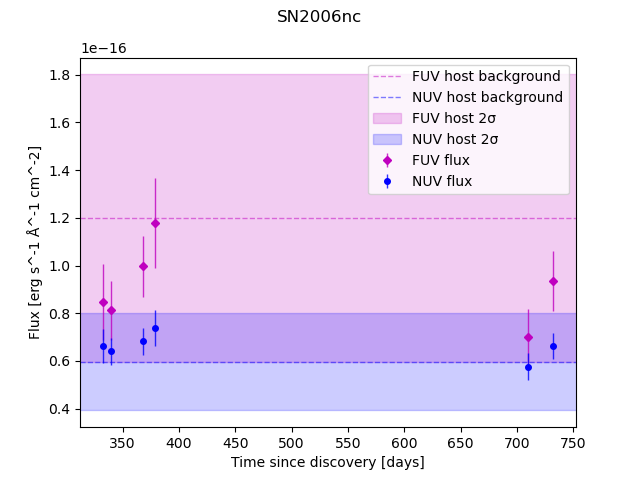 SN2006nc
1e−16
FUV host background
NUV host background
FUV host 2σ
NUV host 2σ
FUV flux
NUV flux
1.8
1.6
1.4
1.2
1.0
0.8
0.6
0.4
Flux [erg s^-1 Å^-1 cm^-2]
350
400
450
500
550
600
650
700
750
Time since discovery [days]